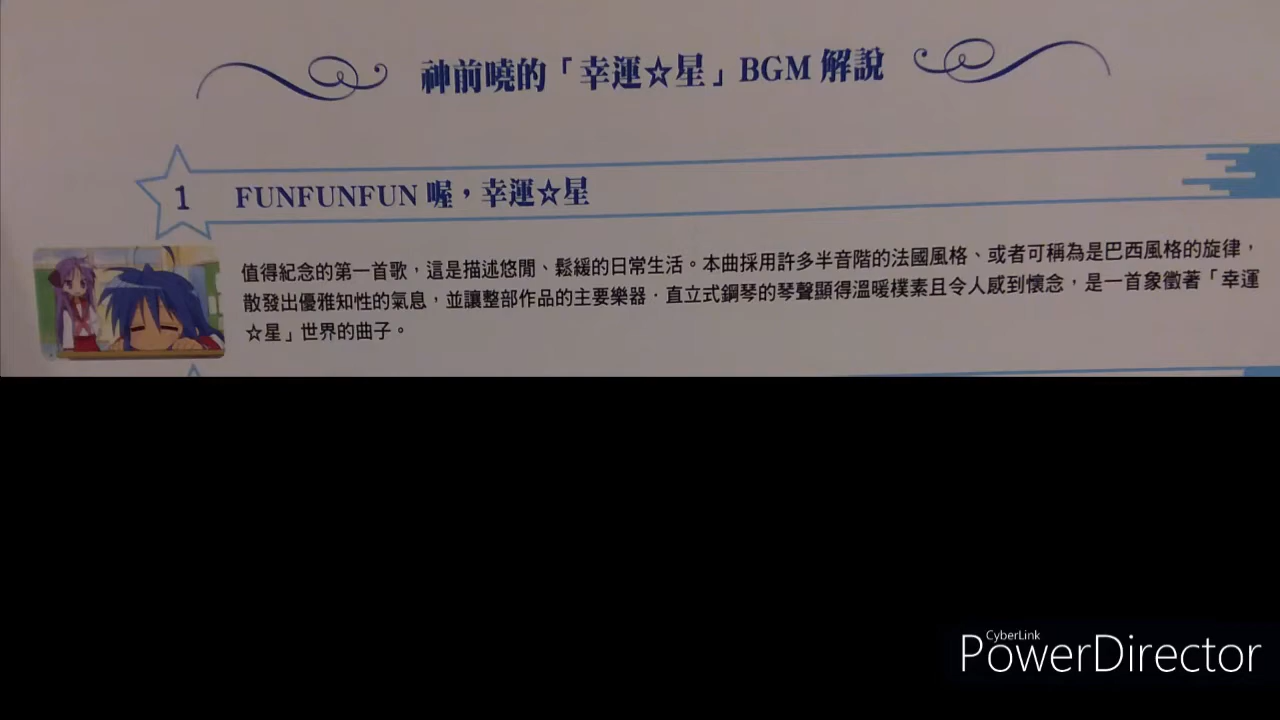 神前曉的「幸運☆星」BGM 解說
1 FUNFUNFUN 喔，幸運☆星
值得紀念的第一首歌，這是描述悠閒、鬆緩的日常生活。本曲採用許多半音階的法國風格、或者可稱為是巴西風格的旋律，
散發出優雅知性的氣息，並讓整部作品的主要樂器．直立式鋼琴的琴聲顯得溫暖樸素且令人感到懷念，是一首象徵著「幸運
☆星」世界的曲子。
CyberLink
PowerDirector